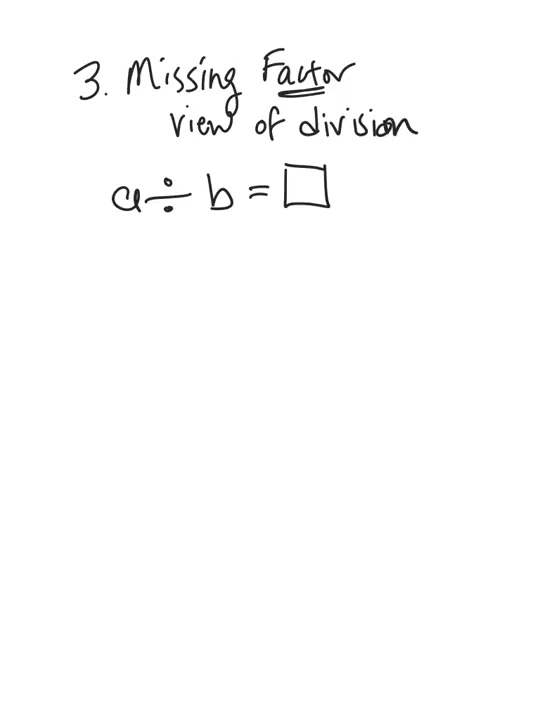 3. Missing Factor
view of division
a ÷ b = □